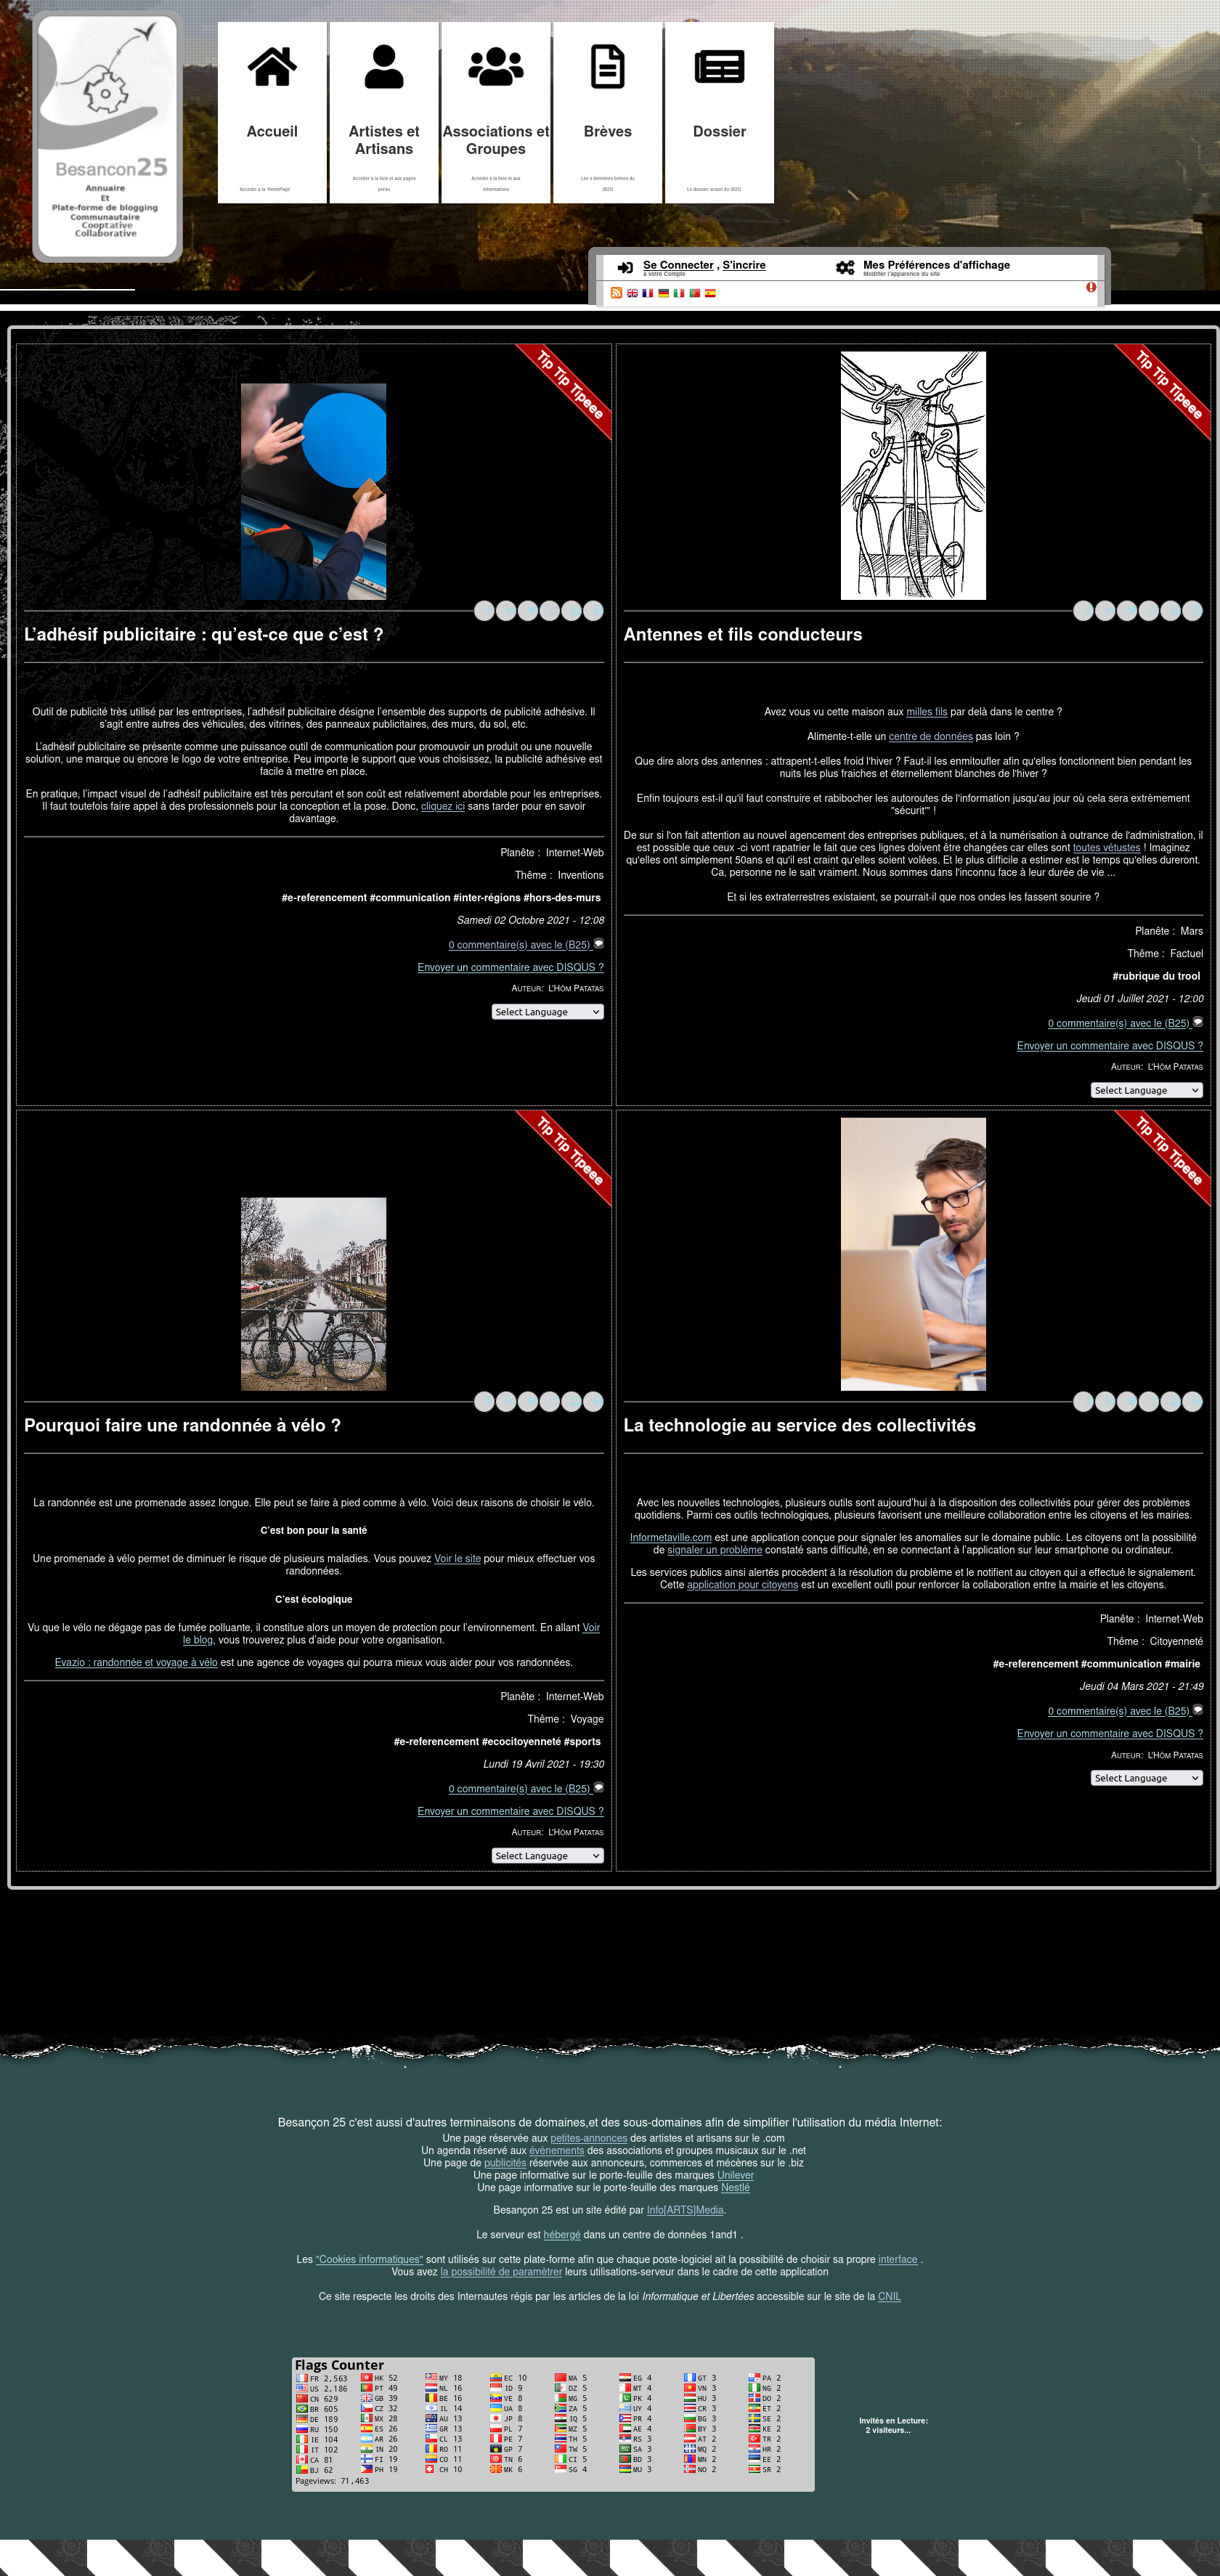 Besancon25
Annuaire
Et
Plate-forme de blogging
Communautaire
Cooptative
Collaborative
Accueil
Accéder à la 'HomePage'
Artistes et
Artisans
Accéder à la liste et aux pages
perso
Associations et
Groupes
Accéder à la liste et aux
informations
Brèves
Les 4 dernières brèves du
(B25)
Dossier
Le dossier actuel du (B25)
Se Connecter , S'incrire
à votre Compte
Mes Préférences d'affichage
Modifier l'apparence du site
Tip Tip Tipeee
L’adhésif publicitaire : qu’est-ce que c’est ?
Outil de publicité très utilisé par les entreprises, l’adhésif publicitaire désigne l’ensemble des supports de publicité adhésive. Il
s’agit entre autres des véhicules, des vitrines, des panneaux publicitaires, des murs, du sol, etc.
L’adhésif publicitaire se présente comme une puissance outil de communication pour promouvoir un produit ou une nouvelle
solution, une marque ou encore le logo de votre entreprise. Peu importe le support que vous choisissez, la publicité adhésive est
facile à mettre en place.
En pratique, l’impact visuel de l’adhésif publicitaire est très percutant et son coût est relativement abordable pour les entreprises.
Il faut toutefois faire appel à des professionnels pour la conception et la pose. Donc, cliquez ici sans tarder pour en savoir
davantage.
Planête : Internet-Web
Thême : Inventions
#e-referencement #communication #inter-régions #hors-des-murs
Samedi 02 Octobre 2021 - 12:08
0 commentaire(s) avec le (B25)
Envoyer un commentaire avec DISQUS ?
Auteur: L'Hôm Patatas
Select Language
Tip Tip Tipeee
Antennes et fils conducteurs
Avez vous vu cette maison aux milles fils par delà dans le centre ?
Alimente-t-elle un centre de données pas loin ?
Que dire alors des antennes : attrapent-t-elles froid l'hiver ? Faut-il les enmitoufler afin qu'elles fonctionnent bien pendant les
nuits les plus fraiches et éternellement blanches de l'hiver ?
Enfin toujours est-il qu'il faut construire et rabibocher les autoroutes de l'information jusqu'au jour où cela sera extrèmement
"sécurit'" !
De sur si l'on fait attention au nouvel agencement des entreprises publiques, et à la numérisation à outrance de l'administration, il
est possible que ceux -ci vont rapatrier le fait que ces lignes doivent être changées car elles sont toutes vétustes ! Imaginez
qu'elles ont simplement 50ans et qu'il est craint qu'elles soient volées. Et le plus difficile a estimer est le temps qu'elles dureront.
Ca, personne ne le sait vraiment. Nous sommes dans l'inconnu face à leur durée de vie ...
Et si les extraterrestres existaient, se pourrait-il que nos ondes les fassent sourire ?
Planête : Mars
Thême : Factuel
#rubrique du trool
Jeudi 01 Juillet 2021 - 12:00
0 commentaire(s) avec le (B25)
Envoyer un commentaire avec DISQUS ?
Auteur: L'Hôm Patatas
Select Language
Tip Tip Tipeee
Pourquoi faire une randonnée à vélo ?
La randonnée est une promenade assez longue. Elle peut se faire à pied comme à vélo. Voici deux raisons de choisir le vélo.
C’est bon pour la santé
Une promenade à vélo permet de diminuer le risque de plusieurs maladies. Vous pouvez Voir le site pour mieux effectuer vos
randonnées.
C’est écologique
Vu que le vélo ne dégage pas de fumée polluante, il constitue alors un moyen de protection pour l’environnement. En allant Voir
le blog, vous trouverez plus d’aide pour votre organisation.
Evazio : randonnée et voyage à vélo est une agence de voyages qui pourra mieux vous aider pour vos randonnées.
Planête : Internet-Web
Thême : Voyage
#e-referencement #ecocitoyenneté #sports
Lundi 19 Avril 2021 - 19:30
0 commentaire(s) avec le (B25)
Envoyer un commentaire avec DISQUS ?
Auteur: L'Hôm Patatas
Select Language
Tip Tip Tipeee
La technologie au service des collectivités
Avec les nouvelles technologies, plusieurs outils sont aujourd’hui à la disposition des collectivités pour gérer des problèmes
quotidiens. Parmi ces outils technologiques, plusieurs favorisent une meilleure collaboration entre les citoyens et les mairies.
Informetaville.com est une application conçue pour signaler les anomalies sur le domaine public. Les citoyens ont la possibilité
de signaler un problème constaté sans difficulté, en se connectant à l’application sur leur smartphone ou ordinateur.
Les services publics ainsi alertés procèdent à la résolution du problème et le notifient au citoyen qui a effectué le signalement.
Cette application pour citoyens est un excellent outil pour renforcer la collaboration entre la mairie et les citoyens.
Planête : Internet-Web
Thême : Citoyenneté
#e-referencement #communication #mairie
Jeudi 04 Mars 2021 - 21:49
0 commentaire(s) avec le (B25)
Envoyer un commentaire avec DISQUS ?
Auteur: L'Hôm Patatas
Select Language
Besançon 25 c'est aussi d'autres terminaisons de domaines,et des sous-domaines afin de simplifier l'utilisation du média Internet:
Une page réservée aux petites-annonces des artistes et artisans sur le .com
Un agenda réservé aux évènements des associations et groupes musicaux sur le .net
Une page de publicités réservée aux annonceurs, commerces et mécènes sur le .biz
Une page informative sur le porte-feuille des marques Unilever
Une page informative sur le porte-feuille des marques Nestlé
Besançon 25 est un site édité par Info[ARTS]Media.
Le serveur est hébergé dans un centre de données 1and1 .
Les "Cookies informatiques" sont utilisés sur cette plate-forme afin que chaque poste-logiciel ait la possibilité de choisir sa propre interface .
Vous avez la possibilité de paramètrer leurs utilisations-serveur dans le cadre de cette application
Ce site respecte les droits des Internautes régis par les articles de la loi Informatique et Libertées accessible sur le site de la CNIL
Flags Counter
FR 2,563 HK 52 MY 18 EC 10 MA 5 EG 4 GT 3 PA 2
US 2,186 PT 49 NL 16 ID 9 DZ 5 MT 4 VN 3 NG 2
CN 629 GB 39 BE 16 VE 8 MG 5 PK 4 HU 3 DO 2
BR 605 CZ 32 IL 14 UA 8 ZA 5 UY 4 CR 3 ET 2
DE 189 MX 28 AU 13 JP 8 IQ 5 PR 4 BG 3 SE 2
RU 150 ES 26 GR 13 PL 7 MZ 5 AE 4 BY 3 KE 2
IE 104 AR 26 CL 13 PE 7 TH 5 RS 3 AT 2 TR 2
IT 102 IN 20 RO 11 GP 7 TW 5 SA 3 MQ 2 HR 2
CA 81 FI 19 CO 11 TN 6 CI 5 BD 3 MN 2 EE 2
BJ 62 PH 19 CH 10 MK 6 SG 4 MU 3 NO 2 SR 2
Pageviews: 71,463
Invités en Lecture:
2 visiteurs...